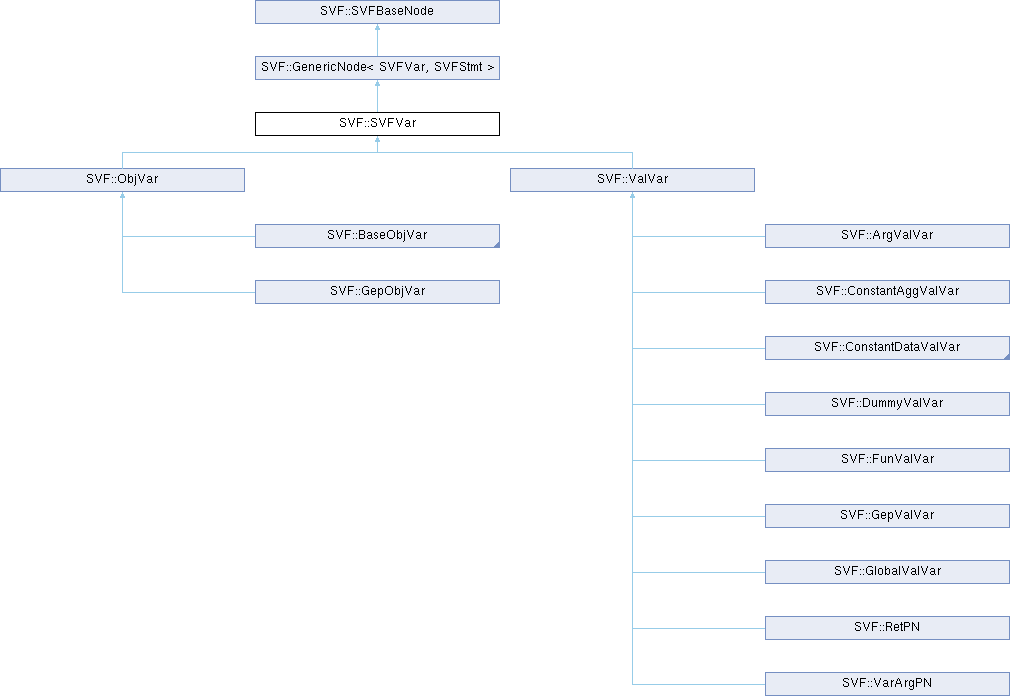 SVF::SVFBaseNode
SVF::GenericNode< SVFVar, SVFStmt >
SVF::SVFVar
SVF::ObjVar
SVF::ValVar
SVF::BaseObjVar
SVF::ArgValVar
SVF::GepObjVar
SVF::ConstantAggValVar
SVF::ConstantDataValVar
SVF::DummyValVar
SVF::FunValVar
SVF::GepValVar
SVF::GlobalValVar
SVF::RetPN
SVF::VarArgPN